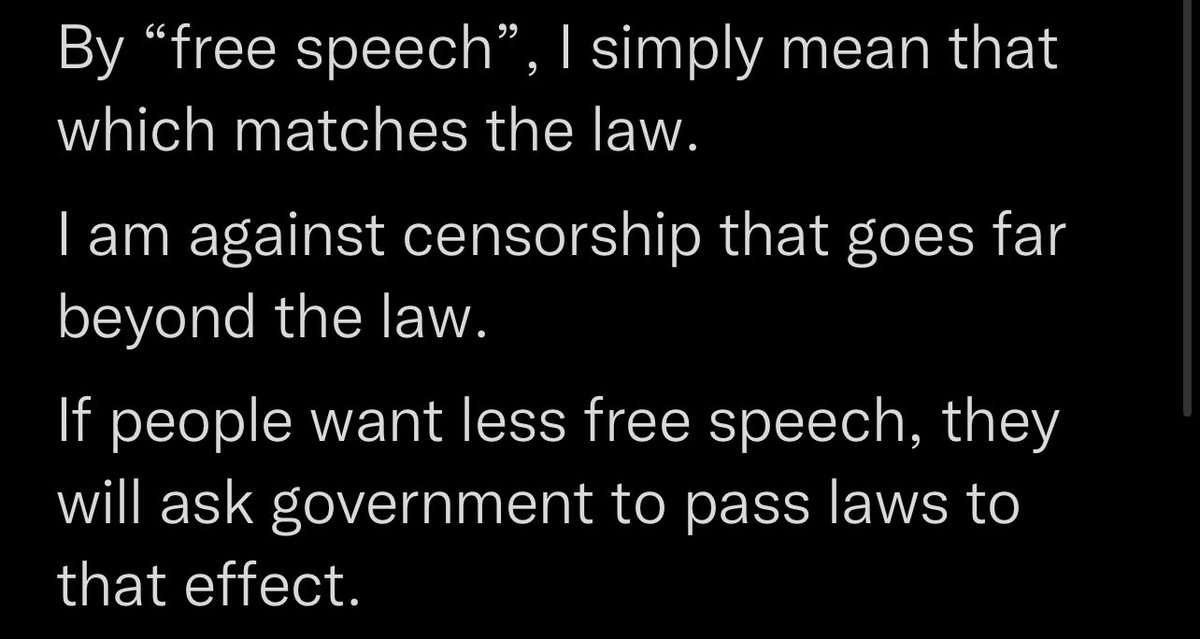 By “free speech”, I simply mean that
which matches the law.
I am against censorship that goes far
beyond the law.
If people want less free speech, they
will ask government to pass laws to
that effect.